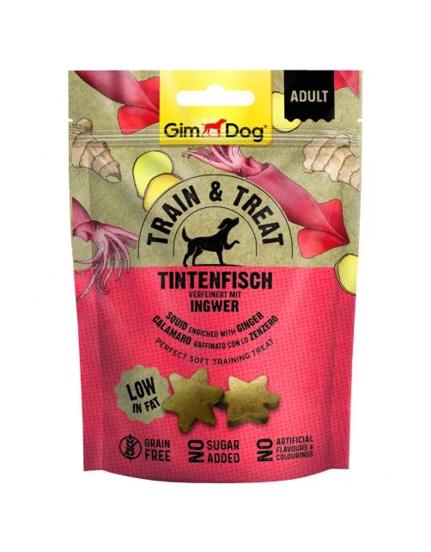 ADULT
GimDog
TRAIN & TREAT
TINTENFISCH
VERFEINERT MIT
INGWER
SQUID ENRICHED WITH GINGER
CALAMARO RAFFINATO CON LO ZENZERO
PERFECT SOFT TRAINING TREAT
LOW
IN FAT
GRAIN
FREE
NO SUGAR
ADDED
NO ARTIFICIAL
FLAVOURS &
COLOURINGS